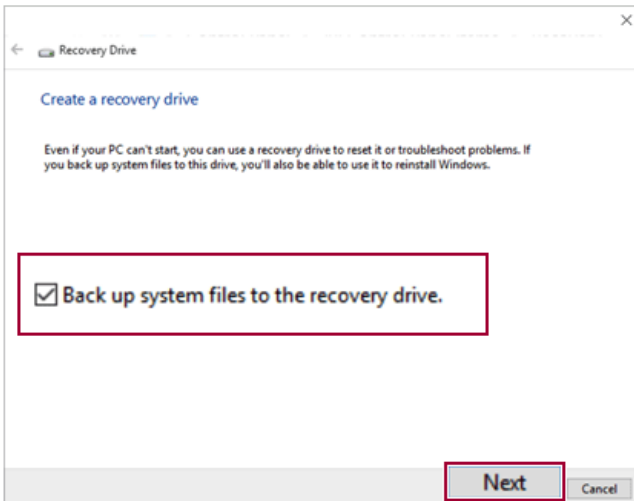 Recovery Drive
Create a recovery drive
Even if your PC can't start, you can use a recovery drive to reset it or troubleshoot problems. If
you back up system files to this drive, you'll also be able to use it to reinstall Windows.
Back up system files to the recovery drive.
Next
Cancel